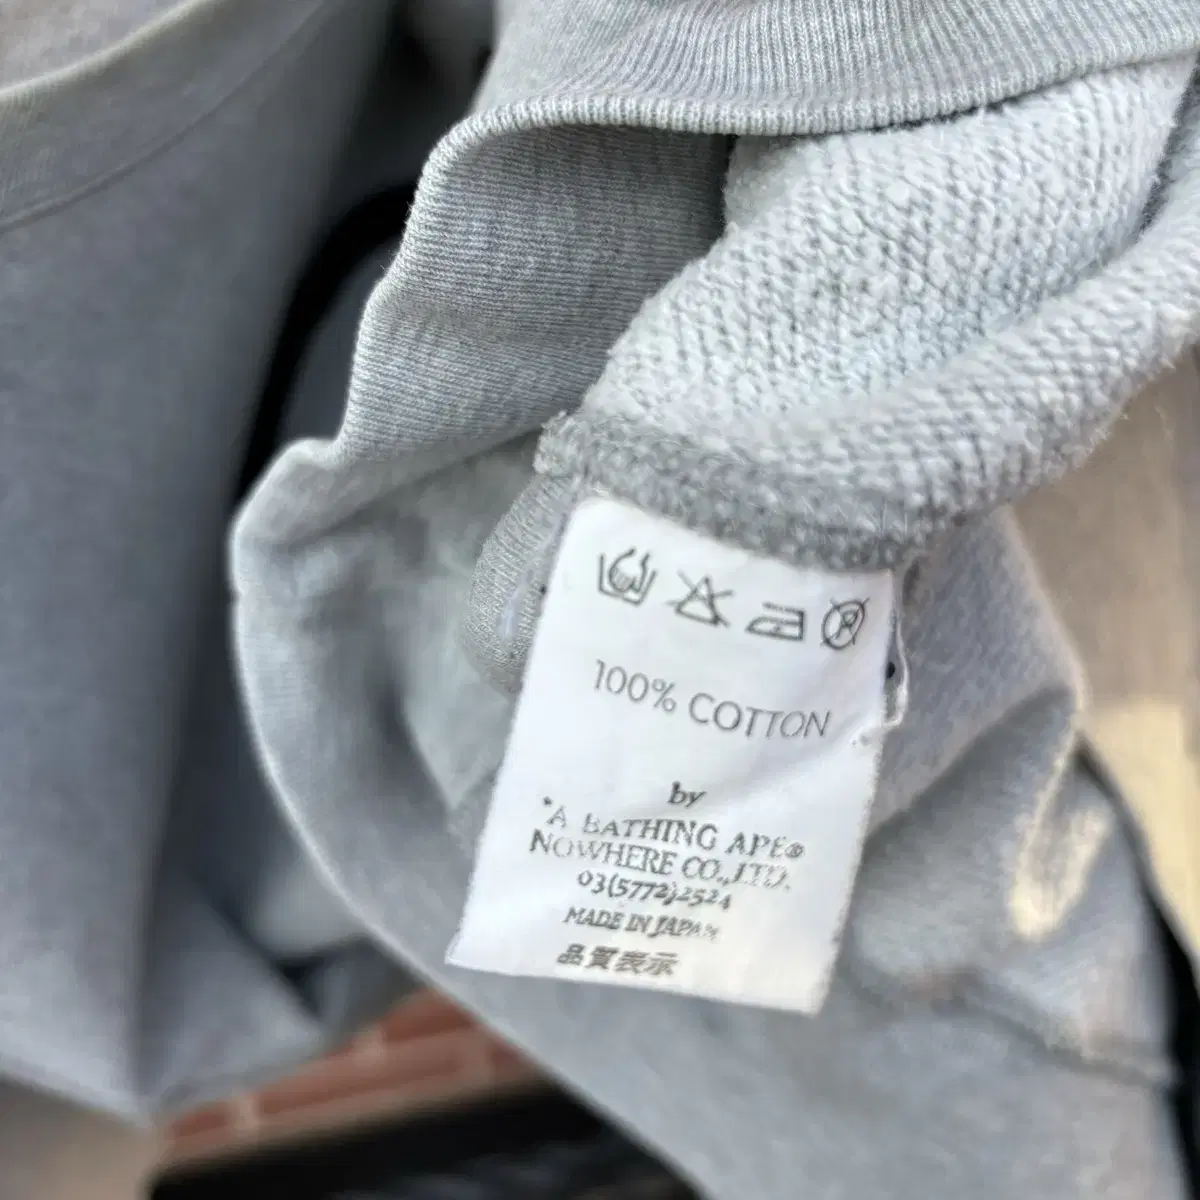 100% COTTON
by
"A BATHING APE®
NOWHERE CO.,LTD.
03(5772)2524
MADE IN JAPAN
品質表示